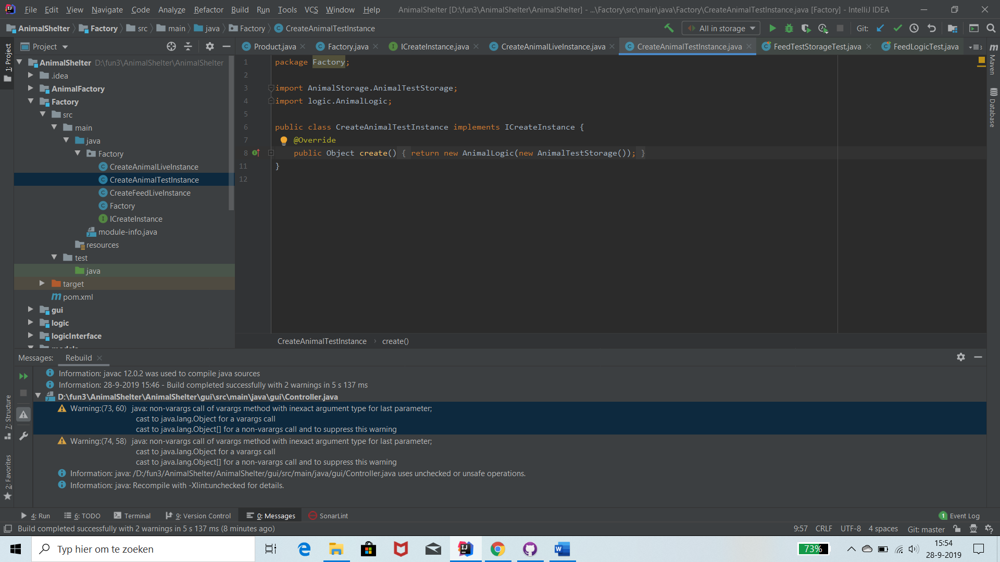 File Edit View Navigate Code Analyze Refactor Build Run Tools VCS Window Help AnimalShelter [D:\fun3\AnimalShelter\AnimalShelter] - ...\Factory\src\main\java\Factory\CreateAnimalTestInstance.java [Factory] - IntelliJ IDEA
AnimalShelter Factory src main java Factory CreateAnimalTestInstance All in storage Git:
Project Product.java Factory.java ICreateInstance.java CreateAnimalLiveInstance.java CreateAnimalTestInstance.java FeedTestStorageTest.java FeedLogicTest.java 3
1: Project
Maven
Database
AnimalShelter D:\fun3\AnimalShelter\AnimalShelter
.idea
AnimalFactory
Factory
src
main
java
Factory
CreateAnimalLiveInstance
CreateAnimalTestInstance
CreateFeedLiveInstance
Factory
ICreateInstance
module-info.java
resources
test
java
target
pom.xml
gui
logic
logicInterface
1 package Factory;
2
3 import AnimalStorage.AnimalTestStorage;
4 import logic.AnimalLogic;
5
6 public class CreateAnimalTestInstance implements ICreateInstance {
7 @Override
8 public Object create() { return new AnimalLogic(new AnimalTestStorage()); }
11 }
12
CreateAnimalTestInstance › create()
Messages: Rebuild
Information: javac 12.0.2 was used to compile java sources
Information: 28-9-2019 15:46 - Build completed successfully with 2 warnings in 5 s 137 ms
D:\fun3\AnimalShelter\AnimalShelter\gui\src\main\java\gui\Controller.java
Warning:(73, 60) java: non-varargs call of varargs method with inexact argument type for last parameter;
cast to java.lang.Object for a varargs call
cast to java.lang.Object[] for a non-varargs call and to suppress this warning
Warning:(74, 58) java: non-varargs call of varargs method with inexact argument type for last parameter;
cast to java.lang.Object for a varargs call
cast to java.lang.Object[] for a non-varargs call and to suppress this warning
Information: java: /D:/fun3/AnimalShelter/AnimalShelter/gui/src/main/java/gui/Controller.java uses unchecked or unsafe operations.
Information: java: Recompile with -Xlint:unchecked for details.
7: Structure
2: Favorites
4: Run 6: TODO Terminal 9: Version Control 0: Messages SonarLint 1 Event Log
Build completed successfully with 2 warnings in 5 s 137 ms (8 minutes ago) 9:57 CRLF UTF-8 4 spaces Git: master
Typ hier om te zoeken 73% 15:54
28-9-2019